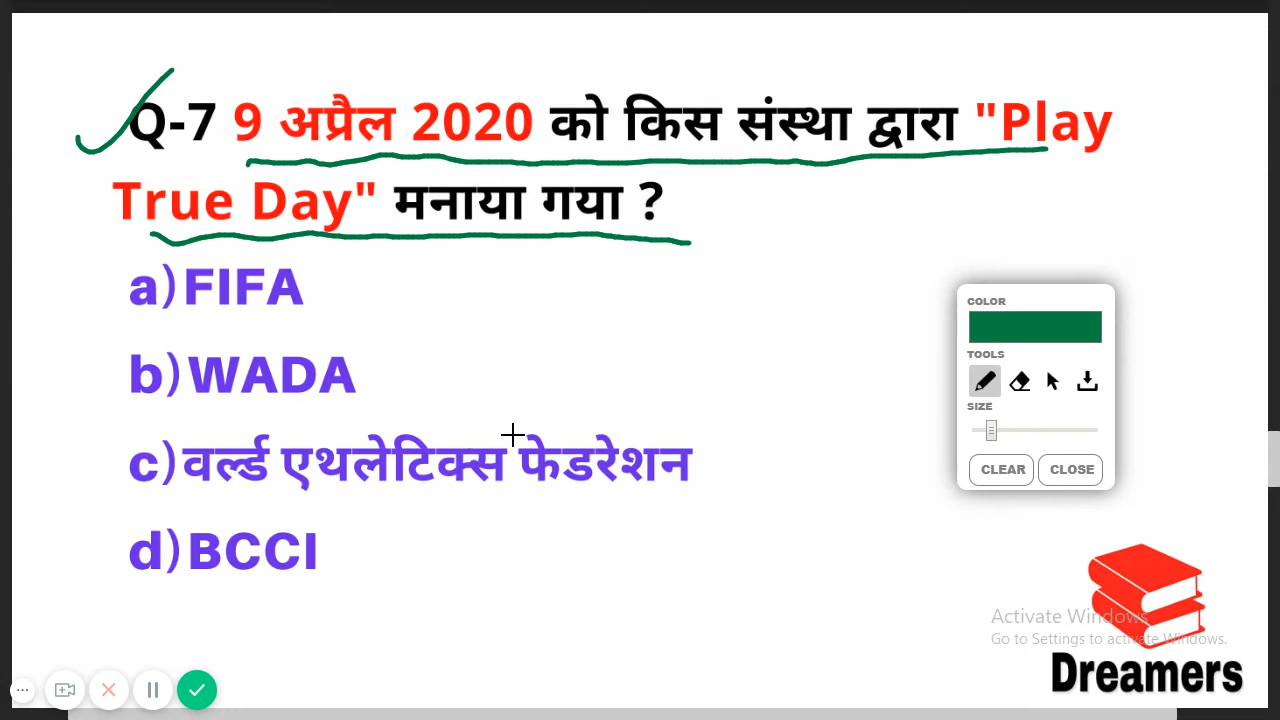 Q-7 9 अप्रैल 2020 को किस संस्था द्वारा "Play
True Day" मनाया गया ?
a)FIFA
b)WADA
c)वर्ल्ड एथलेटिक्स फेडरेशन
d)BCCI
COLOR
TOOLS
SIZE
CLEAR CLOSE
Activate Windows
Go to Settings to activate Windows.
Dreamers